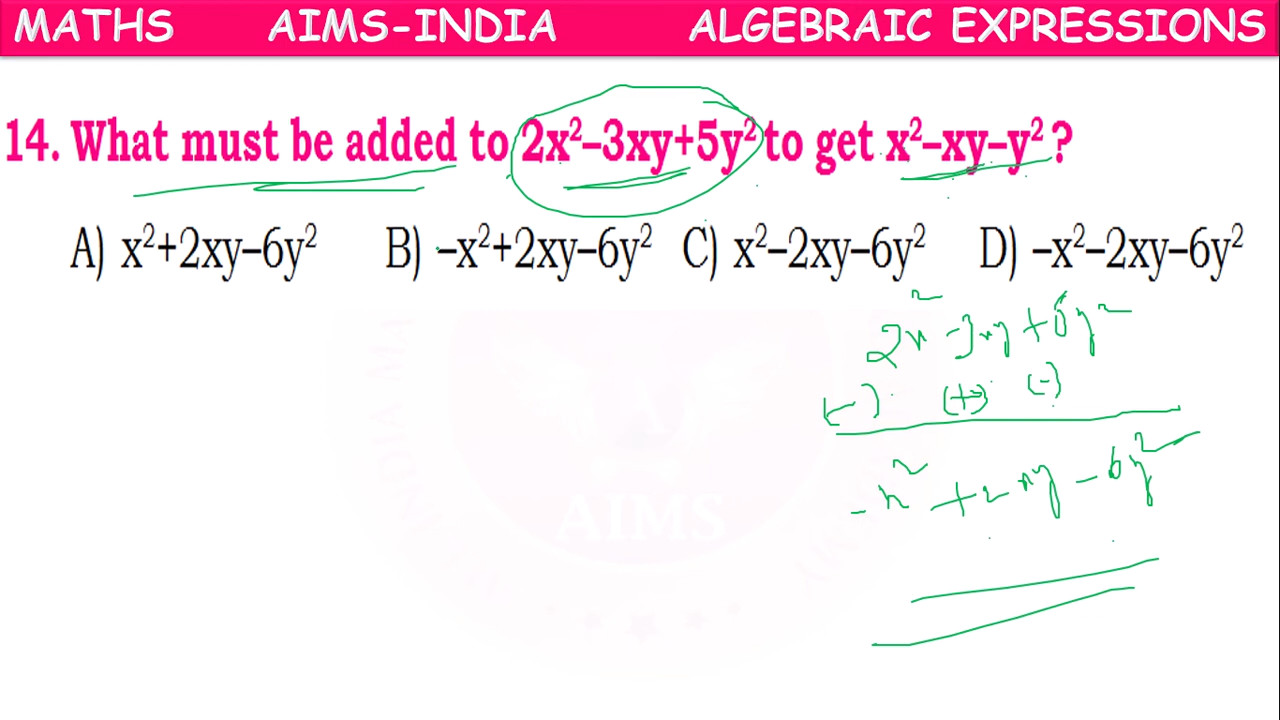 MATHS AIMS-INDIA ALGEBRAIC EXPRESSIONS
14. What must be added to 2x²–3xy+5y² to get x²–xy–y² ?
A) x²+2xy–6y² B) –x²+2xy–6y² C) x²–2xy–6y² D) –x²–2xy–6y²
2x² -3xy +5y²
(-) (+) (-)
-x² +2xy -6y²
AIMS